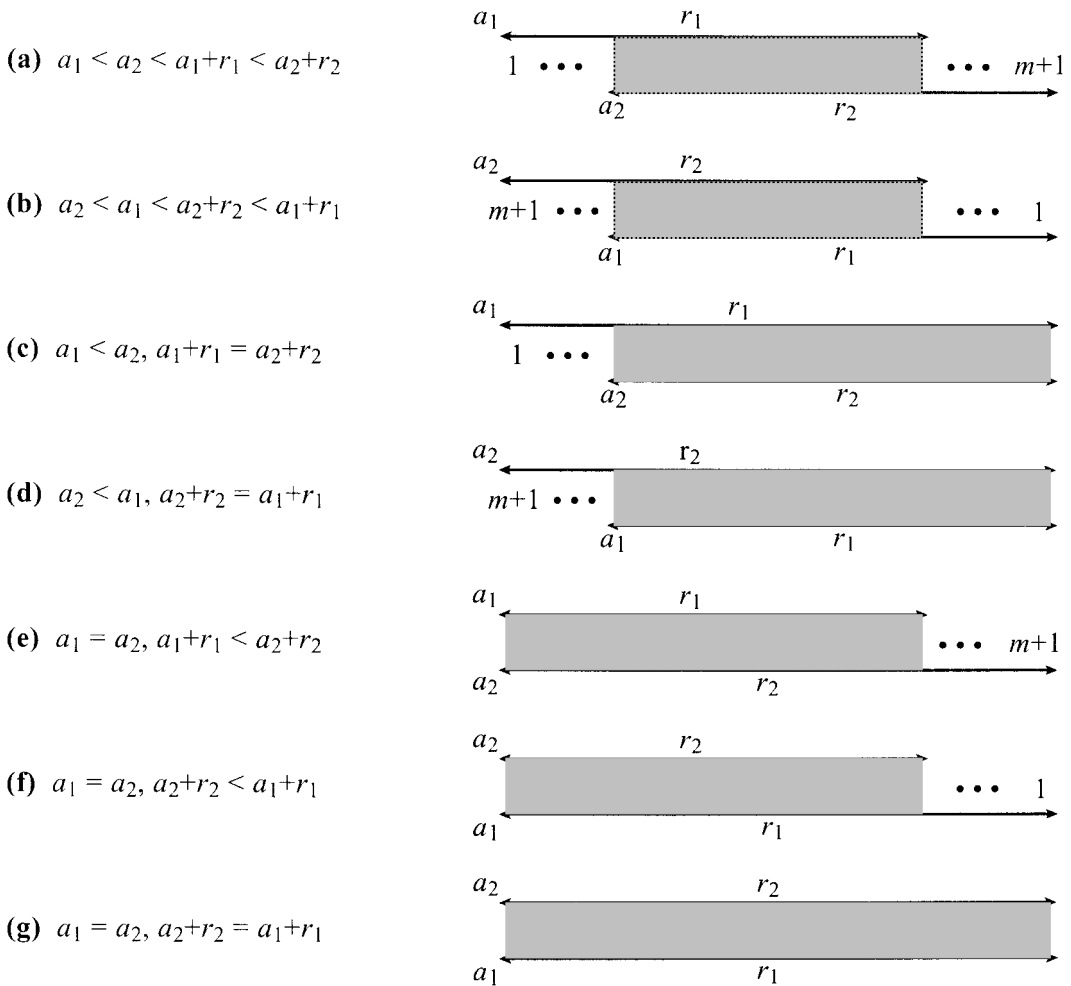 a₁ r₁
(a) a₁ < a₂ < a₁+r₁ < a₂+r₂ 1 ••• ••• m+1
a₂ r₂
a₂ r₂
(b) a₂ < a₁ < a₂+r₂ < a₁+r₁ m+1 ••• ••• 1
a₁ r₁
a₁ r₁
(c) a₁ < a₂, a₁+r₁ = a₂+r₂ 1 •••
a₂ r₂
a₂ r₂
(d) a₂ < a₁, a₂+r₂ = a₁+r₁ m+1 •••
a₁ r₁
a₁ r₁
(e) a₁ = a₂, a₁+r₁ < a₂+r₂ ••• m+1
a₂ r₂
a₂ r₂
(f) a₁ = a₂, a₂+r₂ < a₁+r₁ ••• 1
a₁ r₁
a₂ r₂
(g) a₁ = a₂, a₂+r₂ = a₁+r₁
a₁ r₁